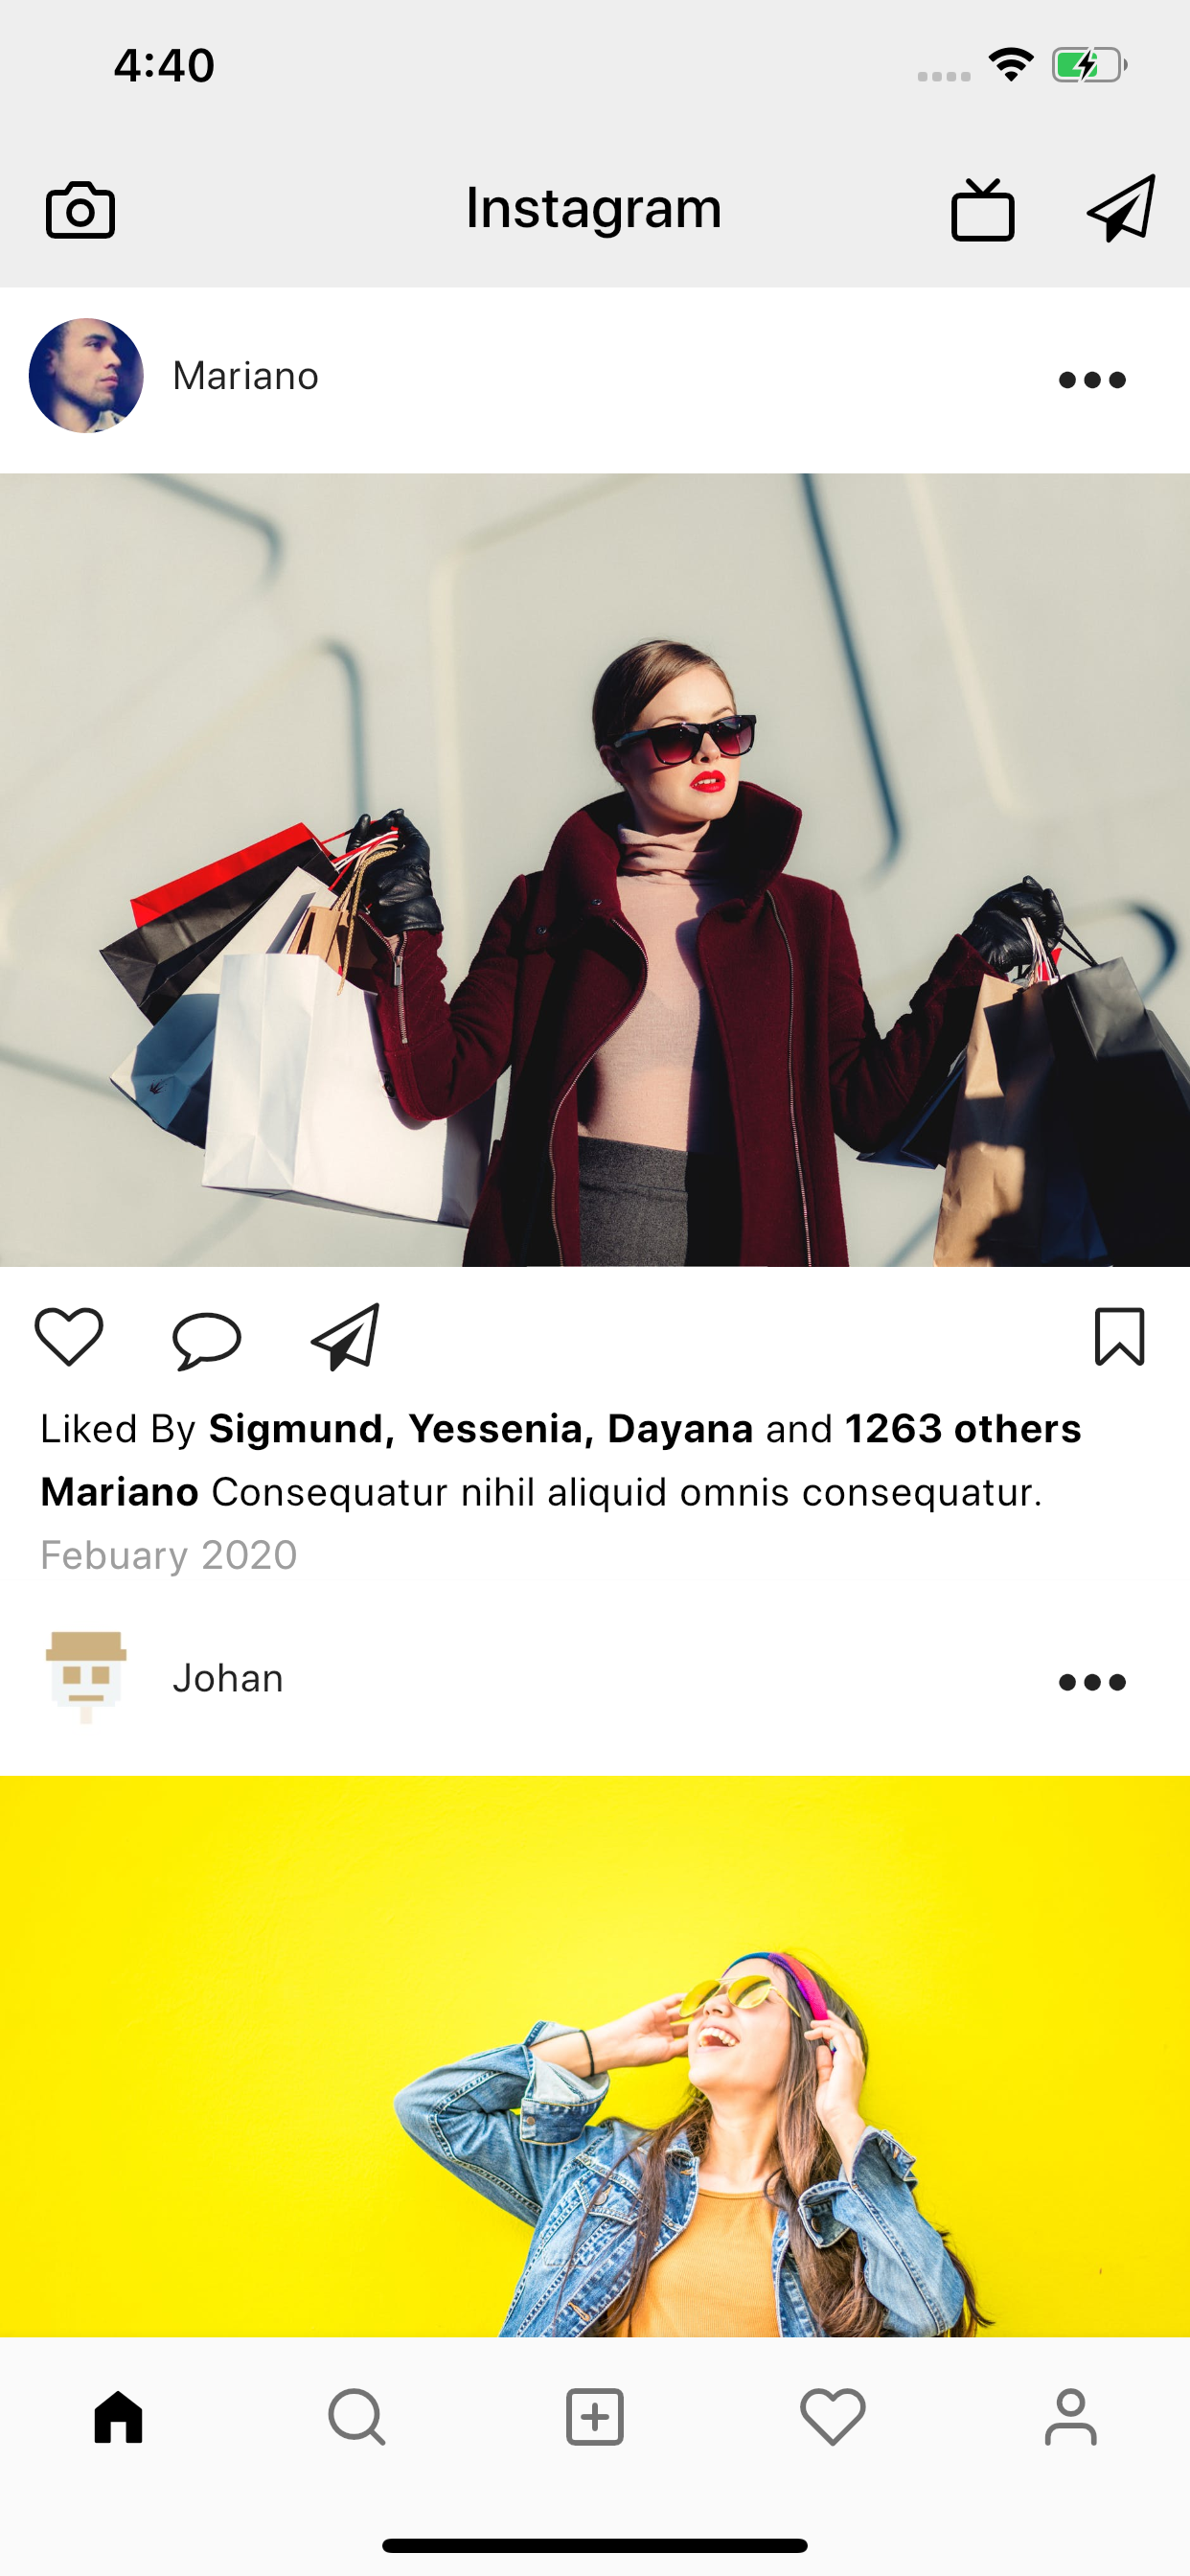 4:40
Instagram
Mariano
Liked By Sigmund, Yessenia, Dayana and 1263 others
Mariano Consequatur nihil aliquid omnis consequatur.
Febuary 2020
Johan